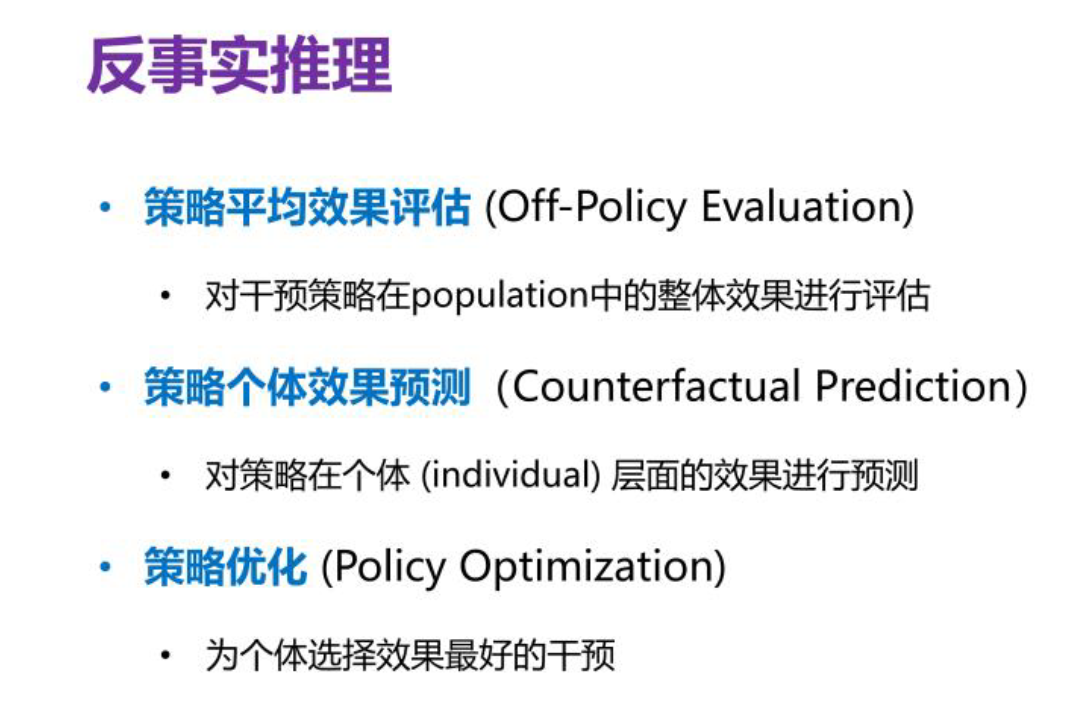 反事实推理
• 策略平均效果评估 (Off-Policy Evaluation)
• 对干预策略在population中的整体效果进行评估
• 策略个体效果预测（Counterfactual Prediction）
• 对策略在个体 (individual) 层面的效果进行预测
• 策略优化 (Policy Optimization)
• 为个体选择效果最好的干预